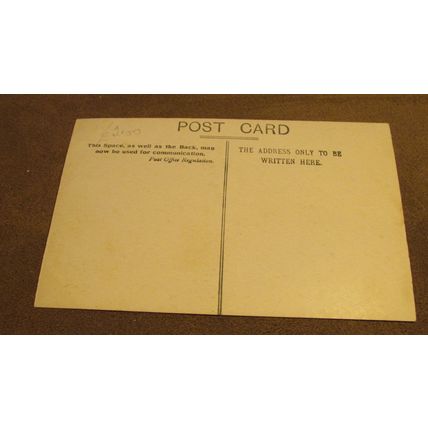 POST CARD
This Space, as well as the Back, may
now be used for communication.
Post Office Regulation.
THE ADDRESS ONLY TO BE
WRITTEN HERE.